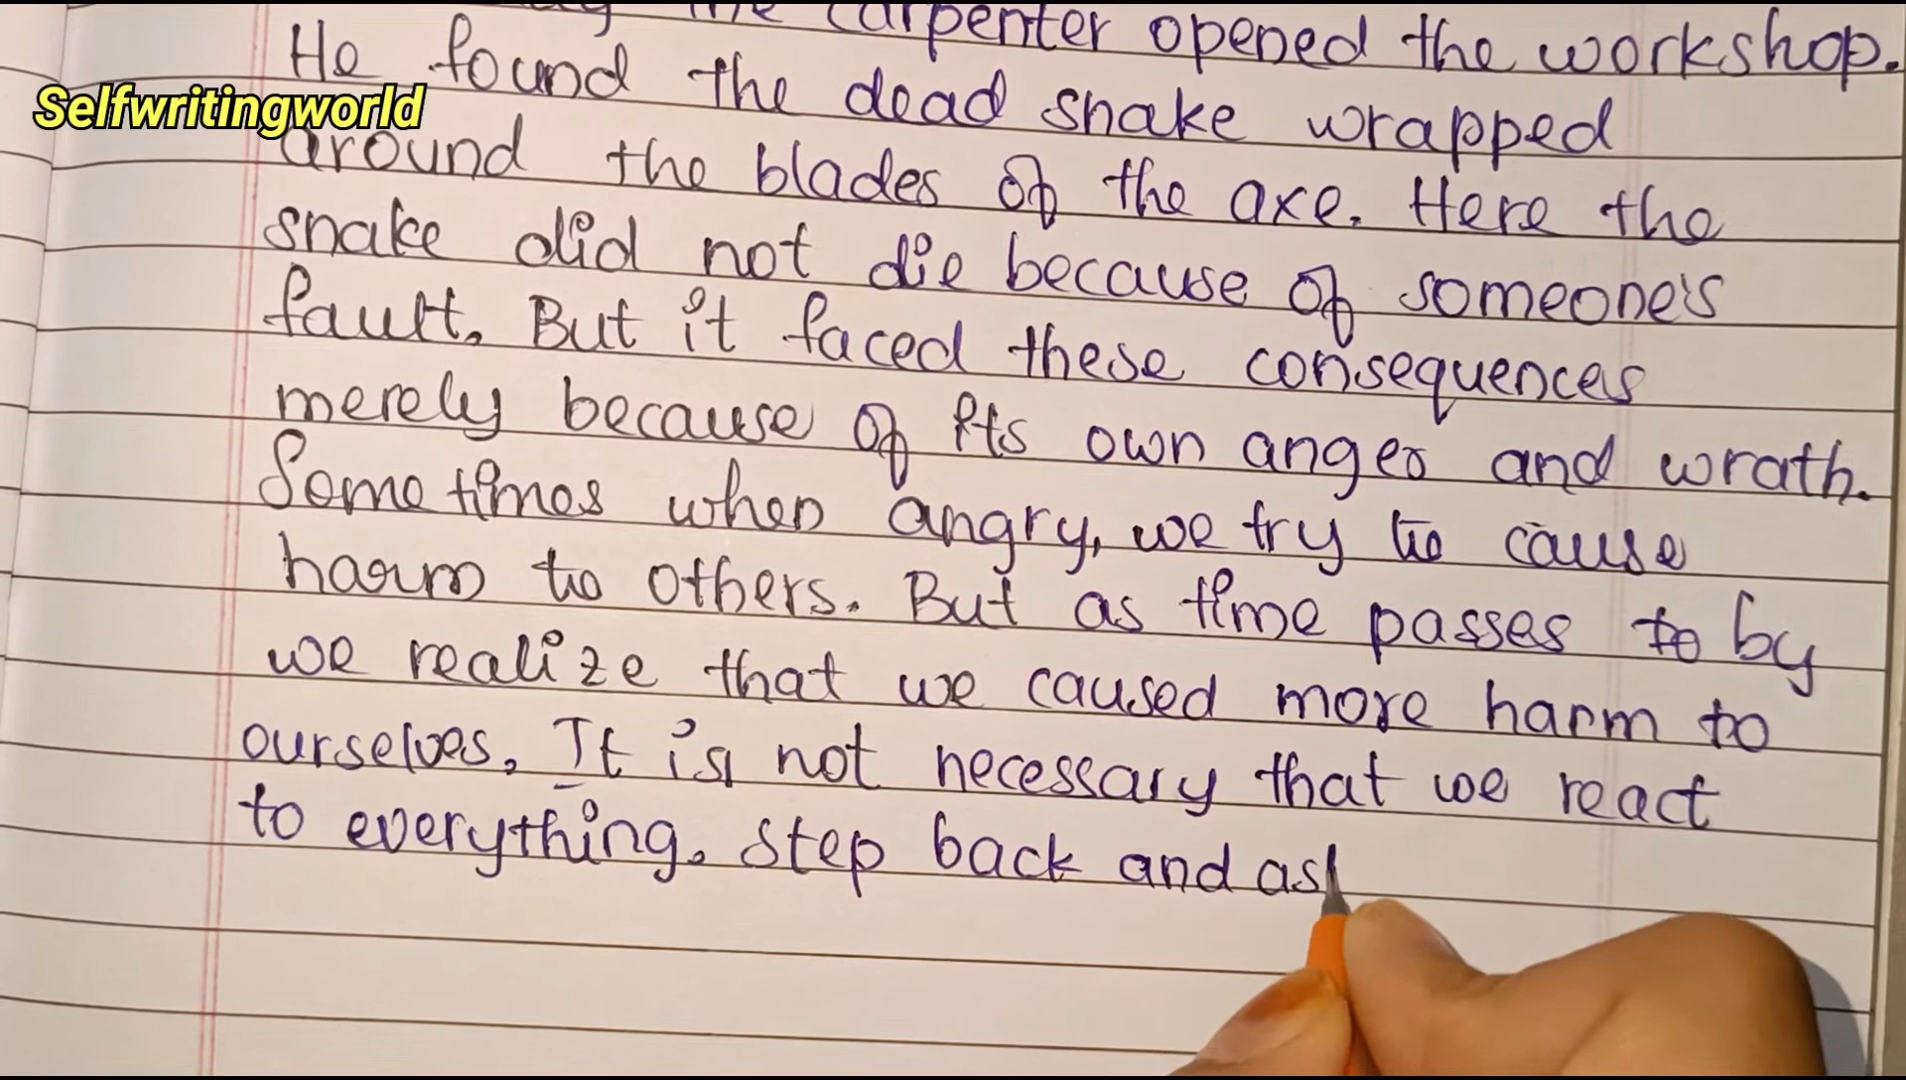 the carpenter opened the workshop.
He found the dead snake wrapped
Selfwritingworld
around the blades of the axe. Here the
snake did not die because of someone's
fault. But it faced these consequences
merely because of its own anger and wrath.
Sometimes when angry, we try to cause
harm to others. But as time passes to by
we realize that we caused more harm to
ourselves. It is not necessary that we react
to everything. Step back and as